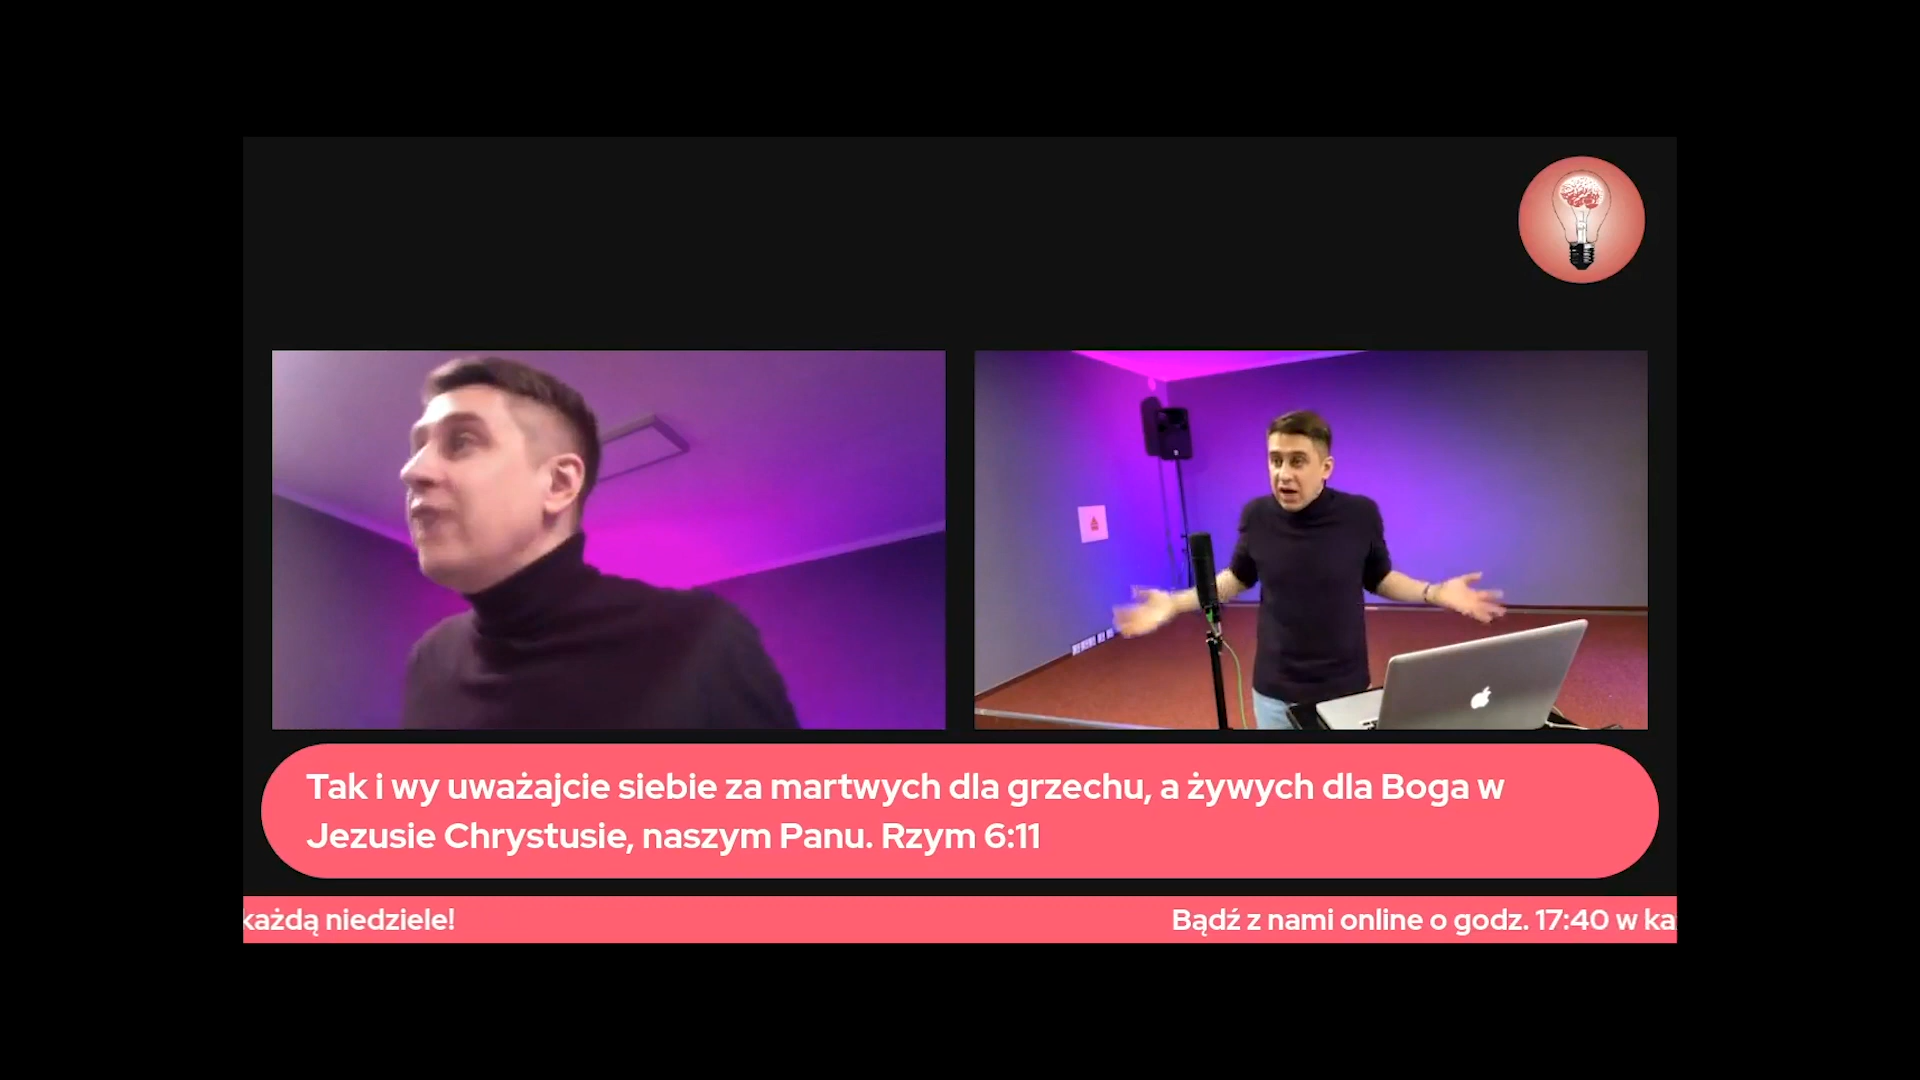 Tak i wy uważajcie siebie za martwych dla grzechu, a żywych dla Boga w
Jezusie Chrystusie, naszym Panu. Rzym 6:11
każdą niedziele! Bądź z nami online o godz. 17:40 w ka